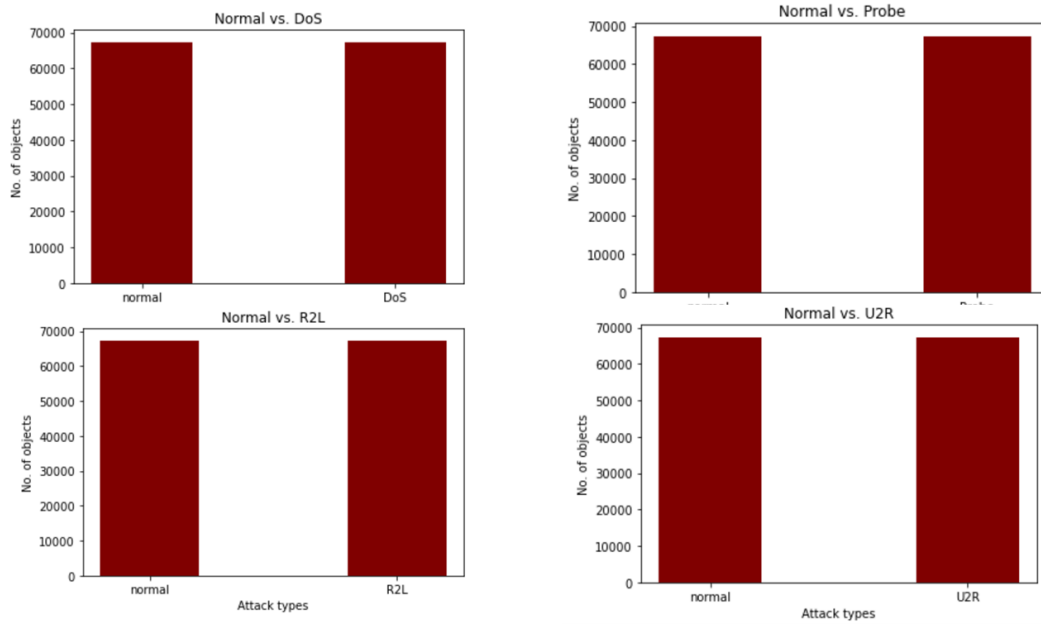 Normal vs. DoS
70000
60000
50000
40000
30000
20000
10000
0
No. of objects
normal DoS
Normal vs. Probe
70000
60000
50000
40000
30000
20000
10000
0
No. of objects
Normal vs. R2L
70000
60000
50000
40000
30000
20000
10000
0
No. of objects
normal R2L
Attack types
Normal vs. U2R
70000
60000
50000
40000
30000
20000
10000
0
No. of objects
normal U2R
Attack types